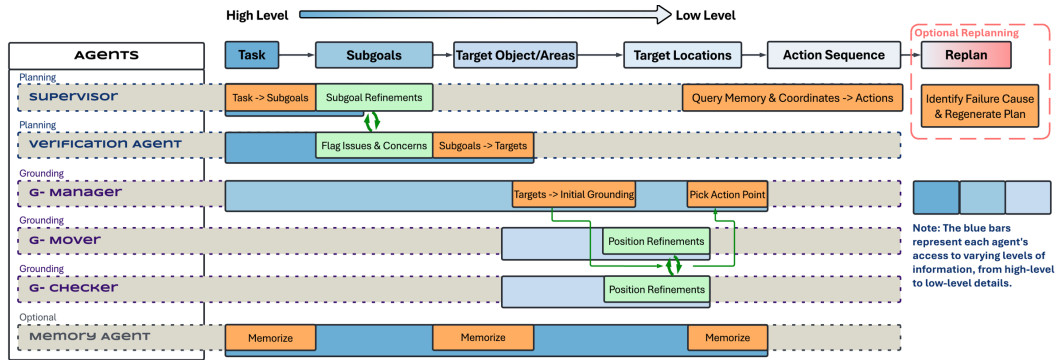 High Level
Low Level
Optional Replanning
AGENTS
Task
Subgoals
Target Object/Areas
Target Locations
Action Sequence
Replan
Planning
Supervisor
Task -> Subgoals
Subgoal Refinements
Query Memory & Coordinates -> Actions
Identify Failure Cause
& Regenerate Plan
Planning
Verification Agent
Flag Issues & Concerns
Subgoals -> Targets
Grounding
G- Manager
Targets -> Initial Grounding
Pick Action Point
Grounding
G- Mover
Position Refinements
Grounding
G- Checker
Position Refinements
Optional
Memory Agent
Memorize
Memorize
Memorize
Note: The blue bars
represent each agent's
access to varying levels of
information, from high-level
to low-level details.